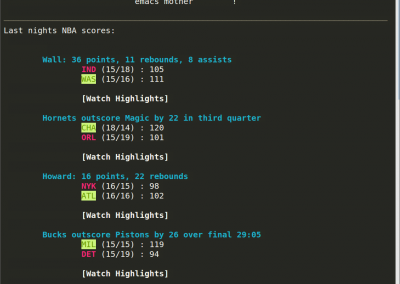 emacs mother !
Last nights NBA scores:
Wall: 36 points, 11 rebounds, 8 assists
IND (15/18) : 105
WAS (15/16) : 111
[Watch Highlights]
Hornets outscore Magic by 22 in third quarter
CHA (18/14) : 120
ORL (15/19) : 101
[Watch Highlights]
Howard: 16 points, 22 rebounds
NYK (16/15) : 98
ATL (16/16) : 102
[Watch Highlights]
Bucks outscore Pistons by 26 over final 29:05
MIL (15/15) : 119
DET (15/19) : 94
[Watch Highlights]